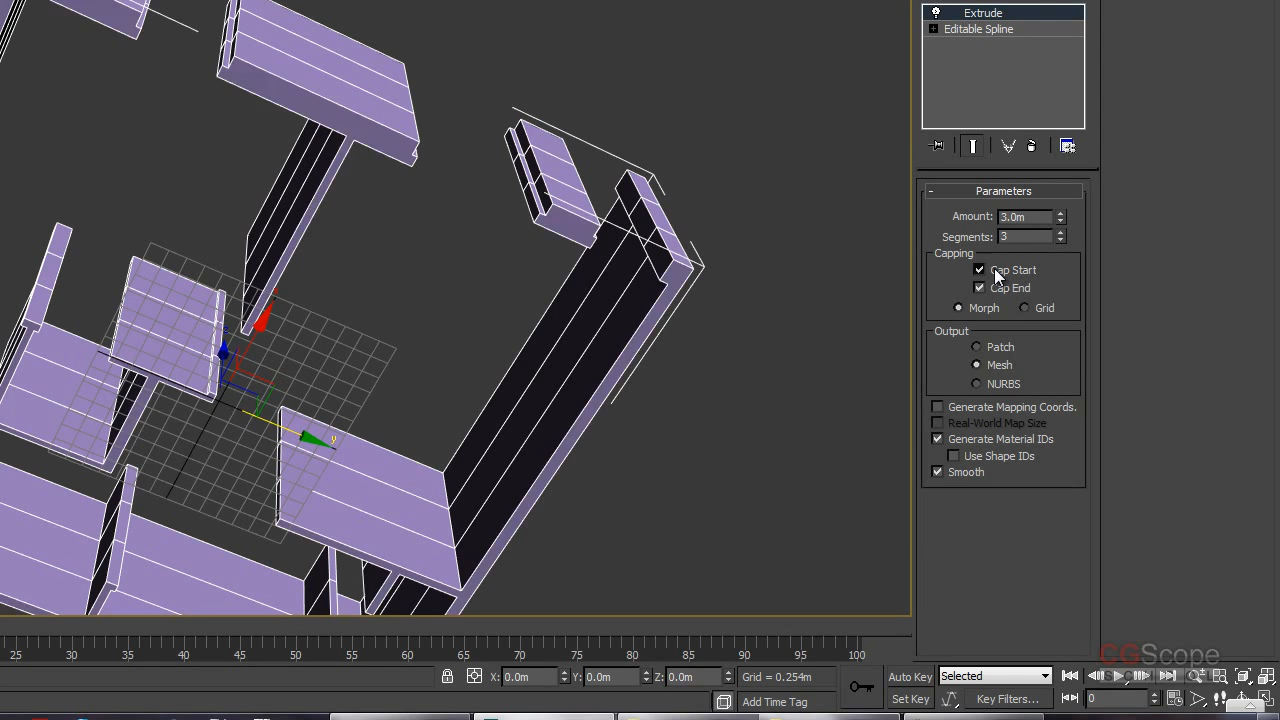 Extrude
Editable Spline
Parameters
Amount: 3.0m
Segments: 3
Capping
Cap Start
Cap End
Morph Grid
Output
Patch
Mesh
NURBS
Generate Mapping Coords.
Real-World Map Size
Generate Material IDs
Use Shape IDs
Smooth
y
25 30 35 40 45 50 55 60 65 70 75 80 85 90 95 100
CGScope
X: 0.0m Y: 0.0m Z: 0.0m Grid = 0.254m Auto Key Selected
Add Time Tag Set Key Key Filters... 0